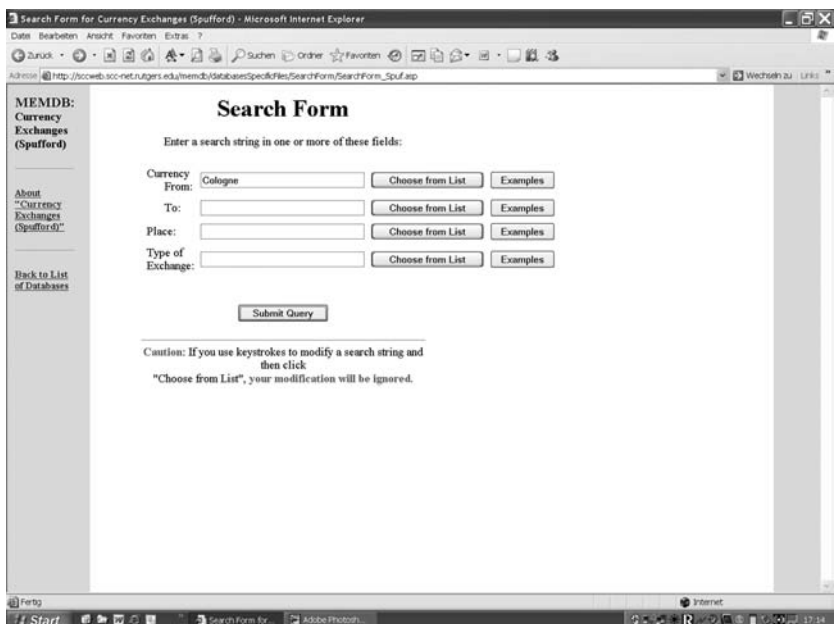 Search Form for Currency Exchanges (Spufford) - Microsoft Internet Explorer
Datei Bearbeiten Ansicht Favoriten Extras ?
Zurück Suchen Ordner Favoriten
Adresse http://sccweb.scc-net.rutgers.edu/memdb/databasesSpecificFiles/SearchForm/SearchForm_Spuf.asp Wechseln zu Links »
MEMDB:
Currency
Exchanges
(Spufford)
About
"Currency
Exchanges
(Spufford)"
Back to List
of Databases
Search Form
Enter a search string in one or more of these fields:
Currency
From: Cologne Choose from List Examples
To: Choose from List Examples
Place: Choose from List Examples
Type of
Exchange: Choose from List Examples
Submit Query
Caution: If you use keystrokes to modify a search string and
then click
"Choose from List", your modification will be ignored.
Fertig Internet
Start Search Form for... Adobe Photosh... 17:14